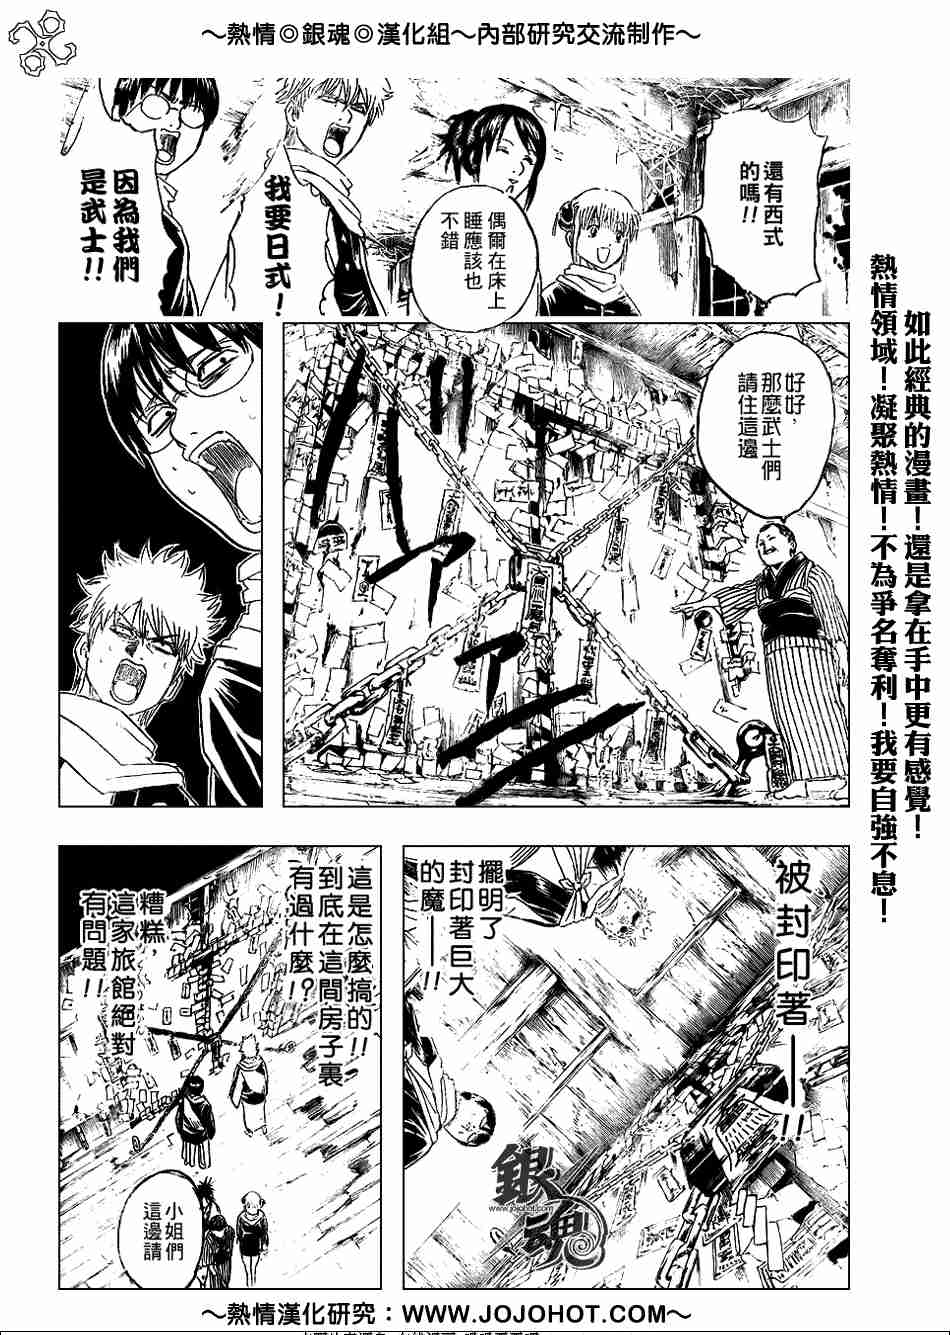 ～熱情◎銀魂◎漢化組～內部研究交流制作～
還有西式
的嗎!!
偶爾在床上
睡應該也
不錯
我要日式！
因為我們
是武士!!
好好，
那麼武士們
請住這邊
被封印著——!!
擺明了
封印著巨大
的魔——!!
這是怎麼搞的!!
到底在這間房子裏
有過什麼!?
糟糕，
這家旅館絕對
有問題!!
小姐們
這邊請
銀魂
www.jojohot.com
如此經典的漫畫！還是拿在手中更有感覺！
熱情領域！凝聚熱情！不為爭名奪利！我要自強不息！
～熱情漢化研究：WWW.JOJOHOT.COM～